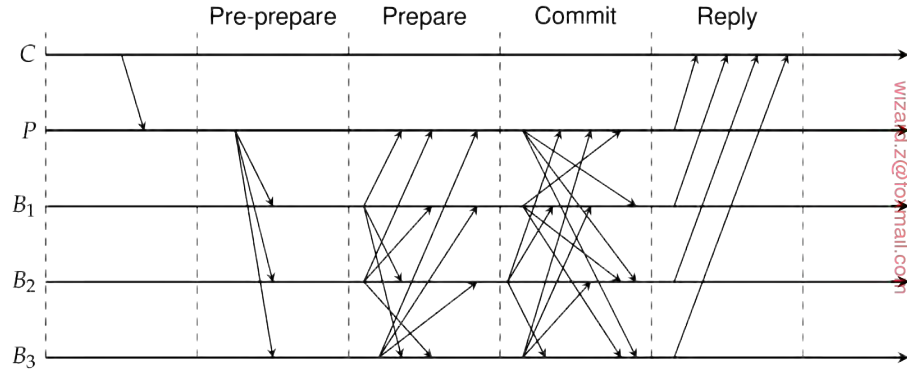 Pre-prepare Prepare Commit Reply
C
P
B1
B2
B3
wizard.z@foxmail.com